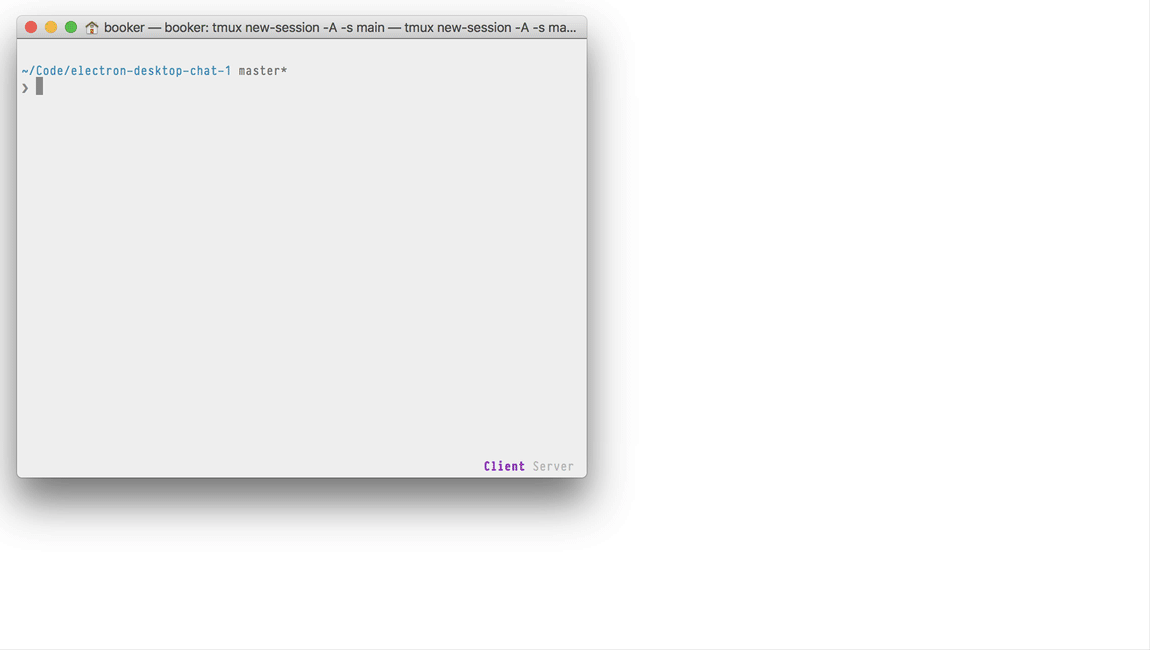 booker — booker: tmux new-session -A -s main — tmux new-session -A -s ma...
~/Code/electron-desktop-chat-1 master*
❯
Client Server